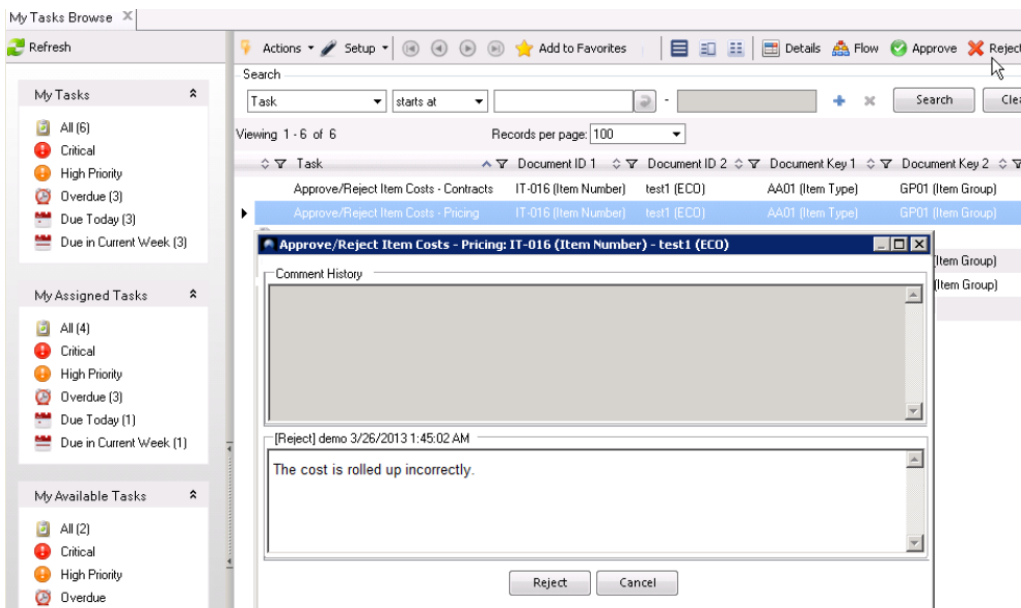 My Tasks Browse
Refresh
Actions Setup Add to Favorites Details Flow Approve Reject
My Tasks
All (6)
Critical
High Priority
Overdue (3)
Due Today (3)
Due in Current Week (3)
My Assigned Tasks
All (4)
Critical
High Priority
Overdue (3)
Due Today (1)
Due in Current Week (1)
My Available Tasks
All (2)
Critical
High Priority
Overdue
Search
Task starts at - Search
Viewing 1 - 6 of 6 Records per page: 100
Task Document ID 1 Document ID 2 Document Key 1 Document Key 2
Approve/Reject Item Costs - Contracts IT-016 (Item Number) test1 (ECO) AA01 (Item Type) GP01 (Item Group)
Approve/Reject Item Costs - Pricing IT-016 (Item Number) test1 (ECO) AA01 (Item Type) GP01 (Item Group)
(Item Group)
(Item Group)
Approve/Reject Item Costs - Pricing: IT-016 (Item Number) - test1 (ECO)
Comment History
[Reject] demo 3/26/2013 1:45:02 AM
The cost is rolled up incorrectly.
Reject Cancel